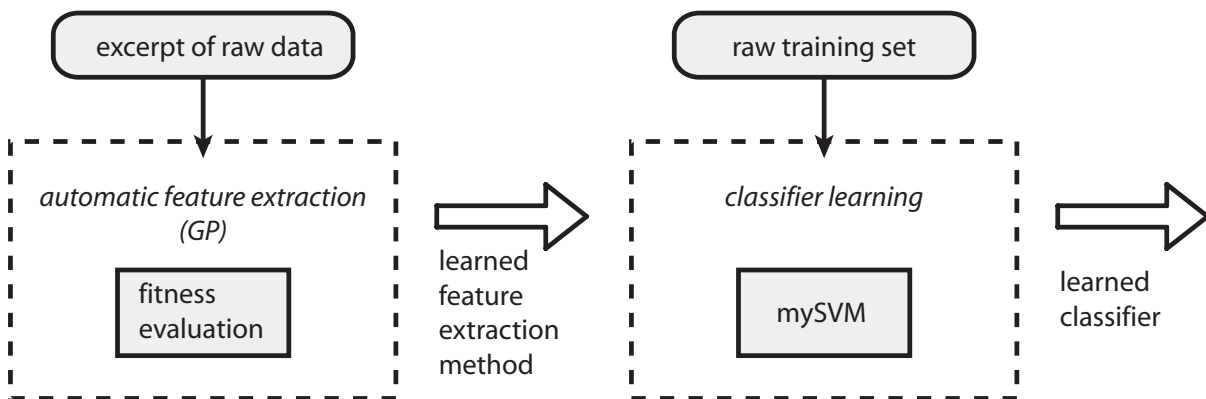 excerpt of raw data
automatic feature extraction
(GP)
fitness
evaluation
learned
feature
extraction
method
raw training set
classifier learning
mySVM
learned
classifier